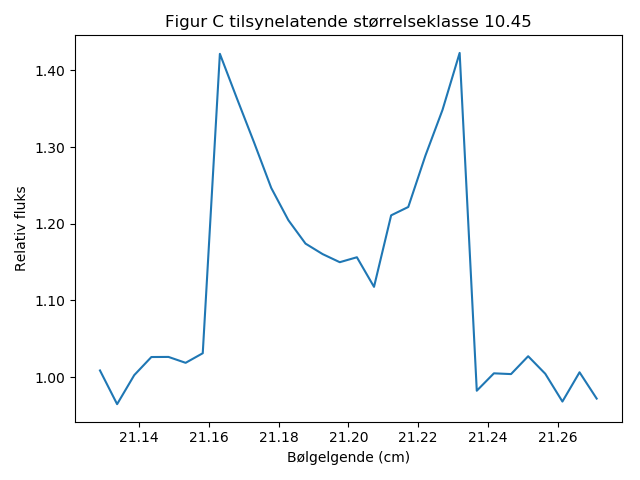 Figur C tilsynelatende størrelseklasse 10.45
1.40
1.30
1.20
1.10
1.00
Relativ fluks
21.14 21.16 21.18 21.20 21.22 21.24 21.26
Bølgelgende (cm)